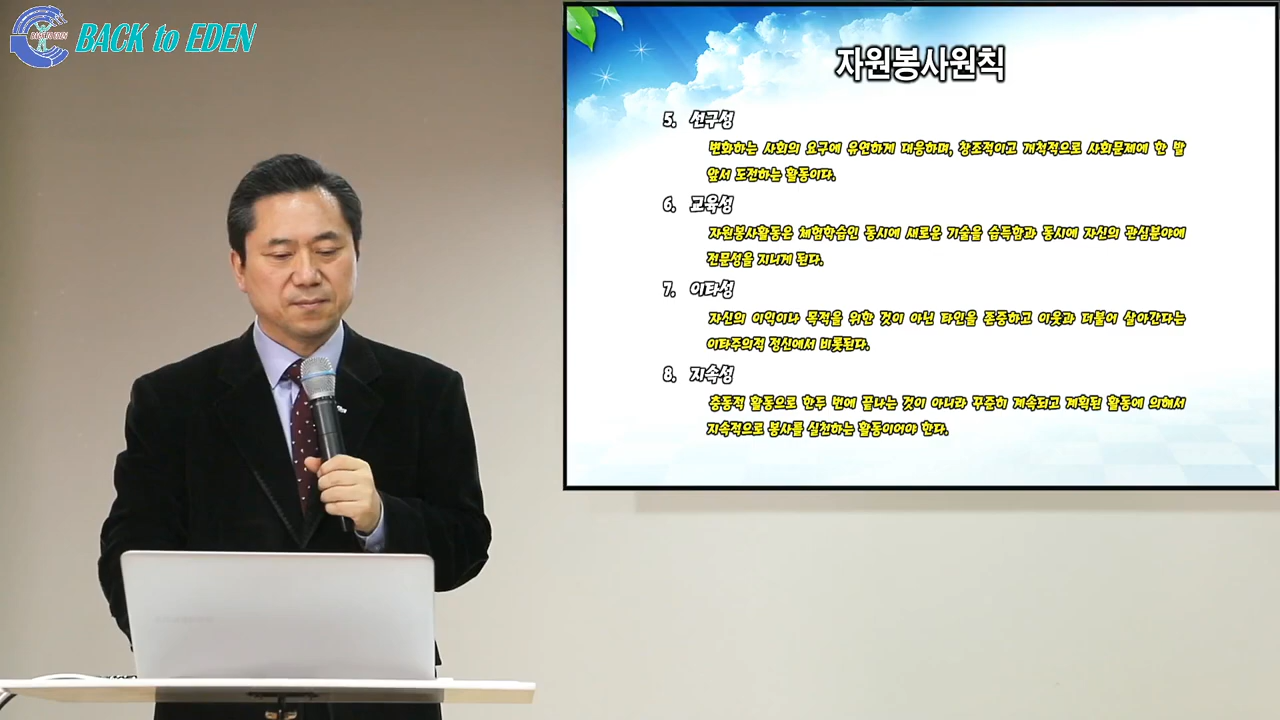 BACK to EDEN
자원봉사원칙
5. 선구성
변화하는 사회의 요구에 유연하게 대응하며, 창조적이고 개척적으로 사회문제에 한 발
앞서 도전하는 활동이다.
6. 교육성
자원봉사활동은 체험학습인 동시에 새로운 기술을 습득함과 동시에 자신의 관심분야에
전문성을 지니게 된다.
7. 이타성
자신의 이익이나 목적을 위한 것이 아닌 타인을 존중하고 이웃과 더불어 살아간다는
이타주의적 정신에서 비롯된다.
8. 지속성
충동적 활동으로 한두 번에 끝나는 것이 아니라 꾸준히 계속되고 계획된 활동에 의해서
지속적으로 봉사를 실천하는 활동이어야 한다.